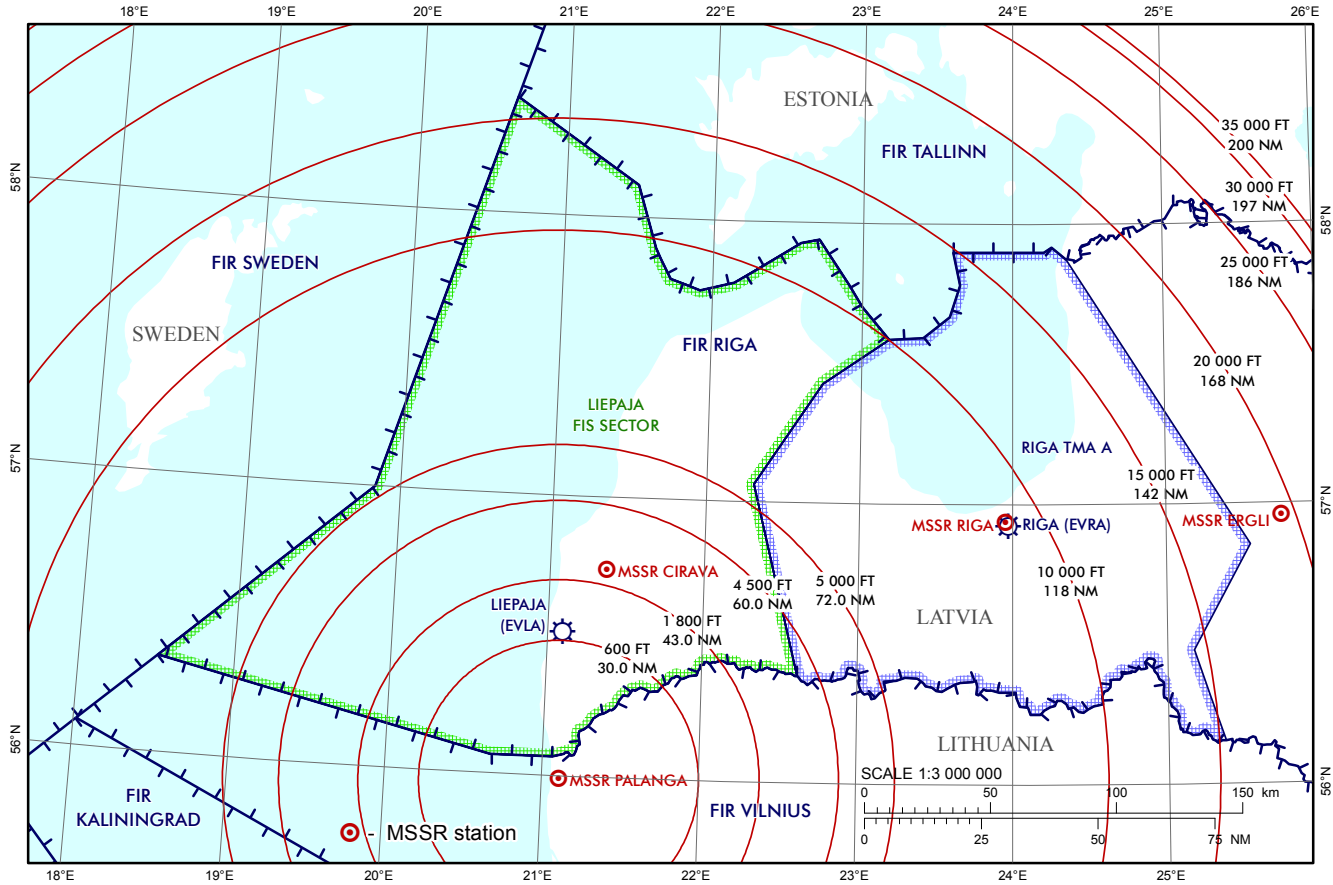 18°E 19°E 20°E 21°E 22°E 23°E 24°E 25°E 26°E
ESTONIA
35 000 FT
200 NM
FIR TALLINN
58°N
30 000 FT
197 NM
58°N
FIR SWEDEN
25 000 FT
186 NM
SWEDEN
FIR RIGA
20 000 FT
168 NM
LIEPAJA
FIS SECTOR
57°N
RIGA TMA A
15 000 FT
142 NM
57°N
MSSR RIGA
RIGA (EVRA)
MSSR ERGLI
MSSR CIRAVA
4 500 FT
60.0 NM
5 000 FT
72.0 NM
10 000 FT
118 NM
LIEPAJA
(EVLA)
1 800 FT
43.0 NM
LATVIA
600 FT
30.0 NM
56°N
LITHUANIA
MSSR PALANGA
SCALE 1:3 000 000
56°N
0 50 100 150 km
0 25 50 75 NM
FIR
KALININGRAD
FIR VILNIUS
- MSSR station
18°E 19°E 20°E 21°E 22°E 23°E 24°E 25°E